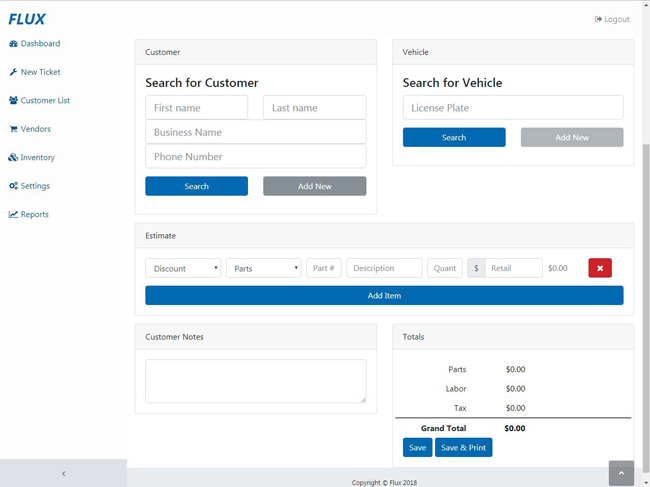 FLUX
Logout
Dashboard
New Ticket
Customer List
Vendors
Inventory
Settings
Reports
Customer
Search for Customer
First name Last name
Business Name
Phone Number
Search Add New
Vehicle
Search for Vehicle
License Plate
Search Add New
Estimate
Discount Parts Part # Description Quant $ Retail $0.00
Add Item
Customer Notes
Totals
Parts $0.00
Labor $0.00
Tax $0.00
Grand Total $0.00
Save Save & Print
Copyright © Flux 2018